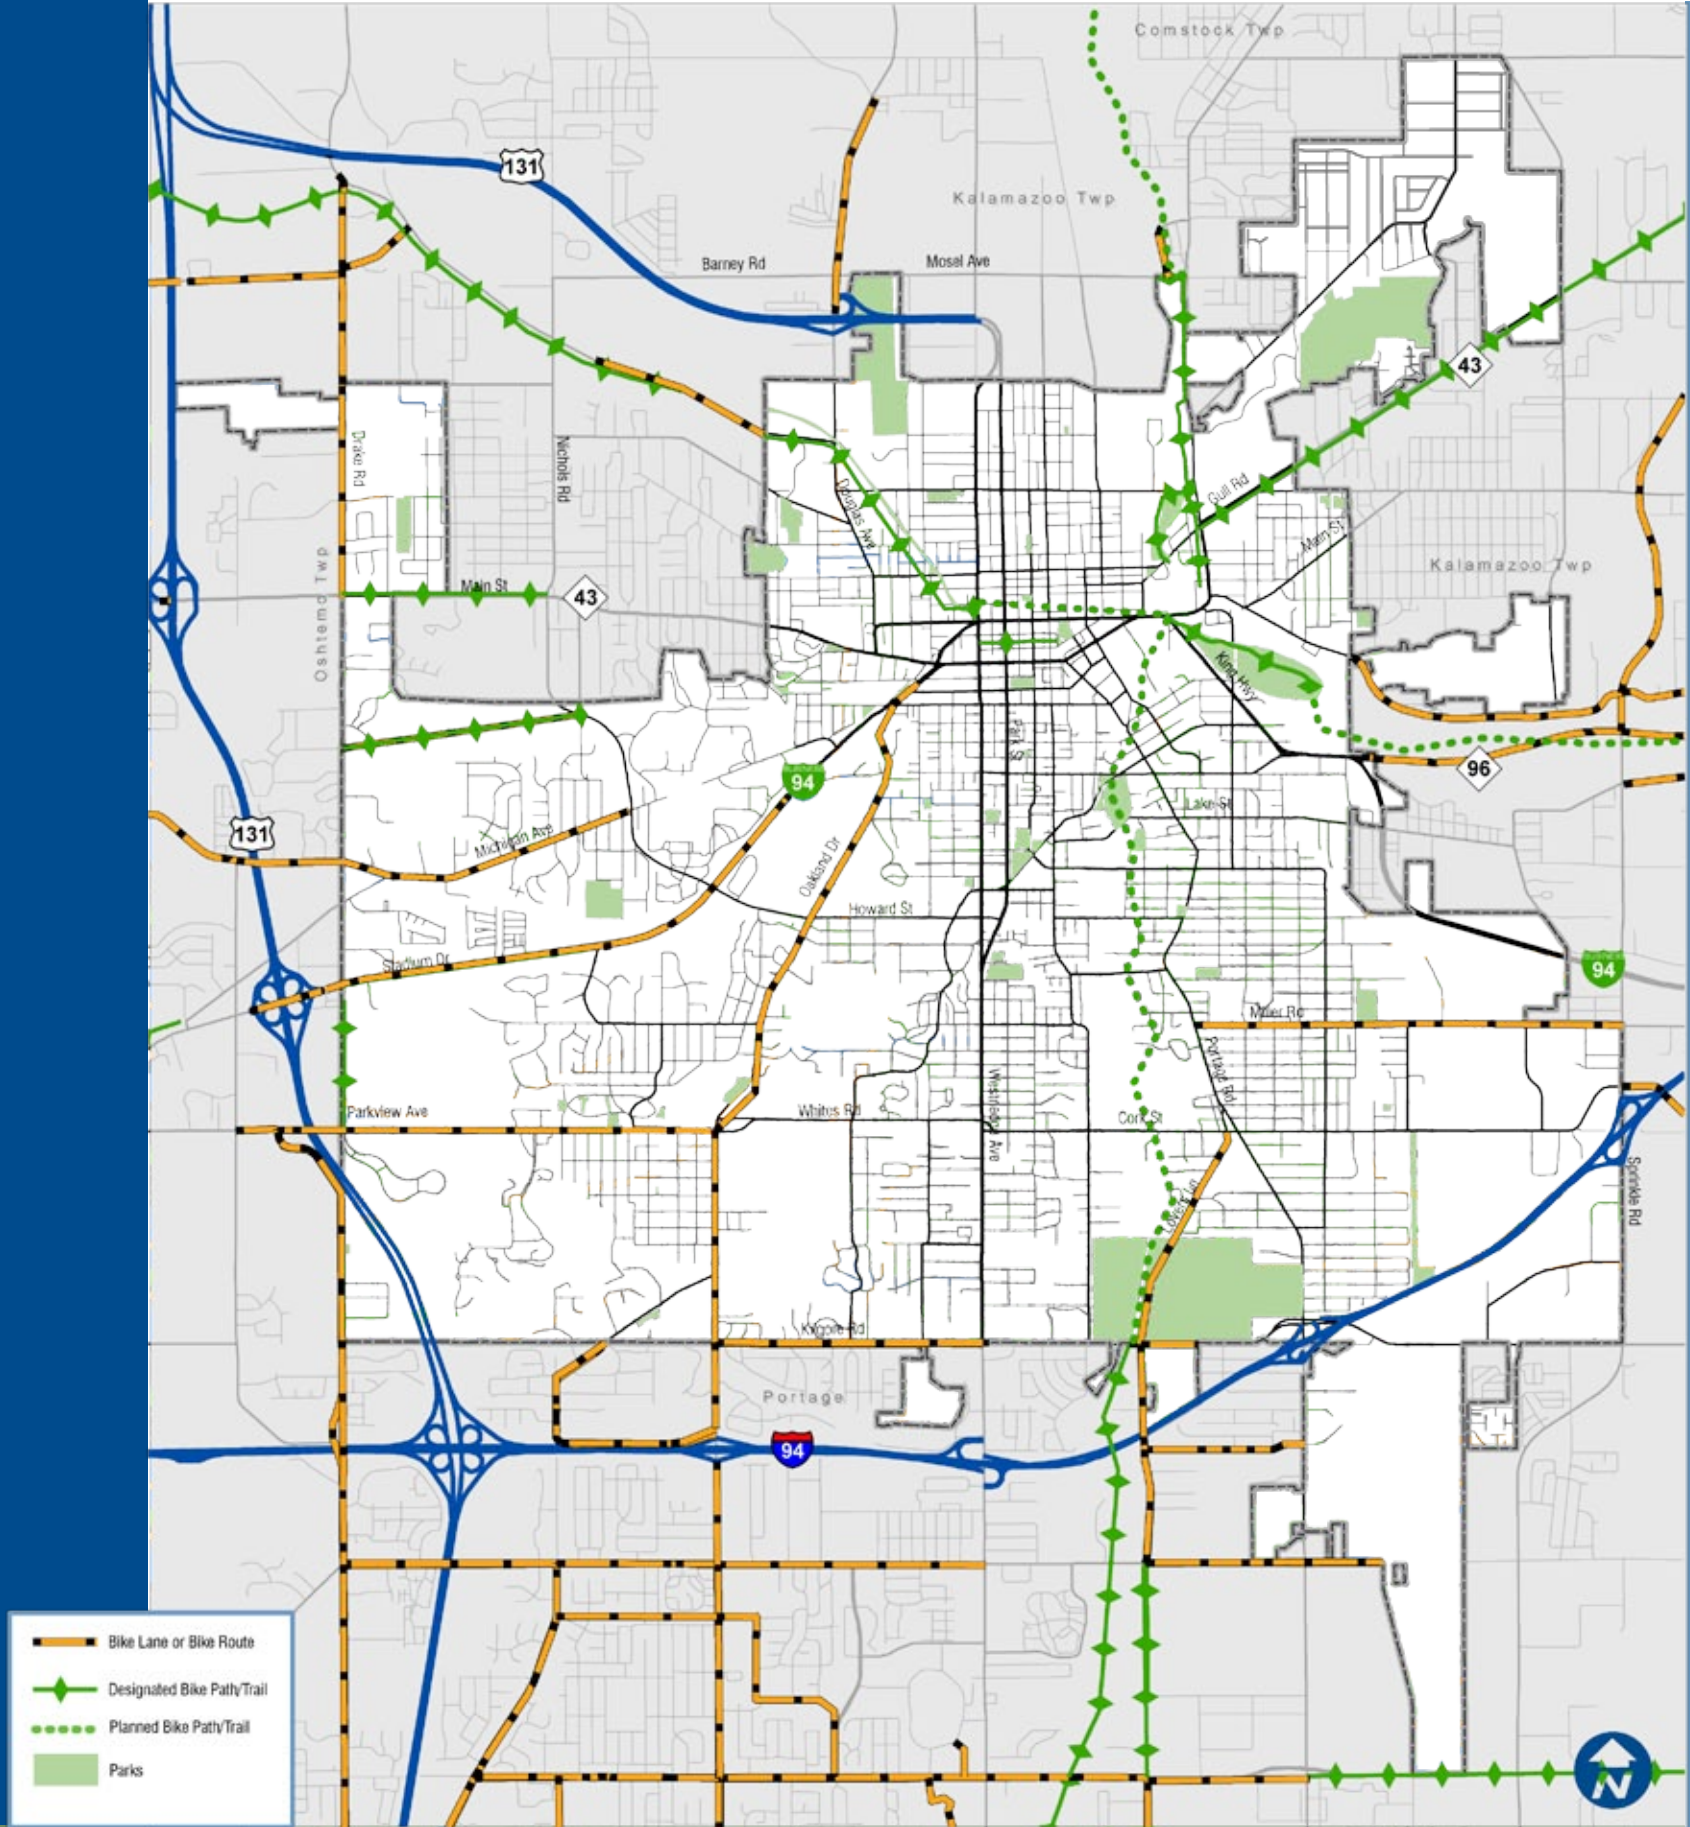 Comstock Twp
131
Kalamazoo Twp
Barney Rd
Mosel Ave
43
Drake Rd
Nichols Rd
Douglas Ave
Gull Rd
Main St
Oshtemo Twp
Main St
43
Kalamazoo Twp
King Hwy
Park St
94
96
Lake St
131
Michigan Ave
Oakland Dr
Howard St
Stadium Dr
BUSINESS
94
Miller Rd
Portage Rd
Parkview Ave
Whites Rd
Westnedge Ave
Cork St
Lovers Ln
Sprinkle Rd
Kilgore Rd
Portage
94
Bike Lane or Bike Route
Designated Bike Path/Trail
Planned Bike Path/Trail
Parks
N